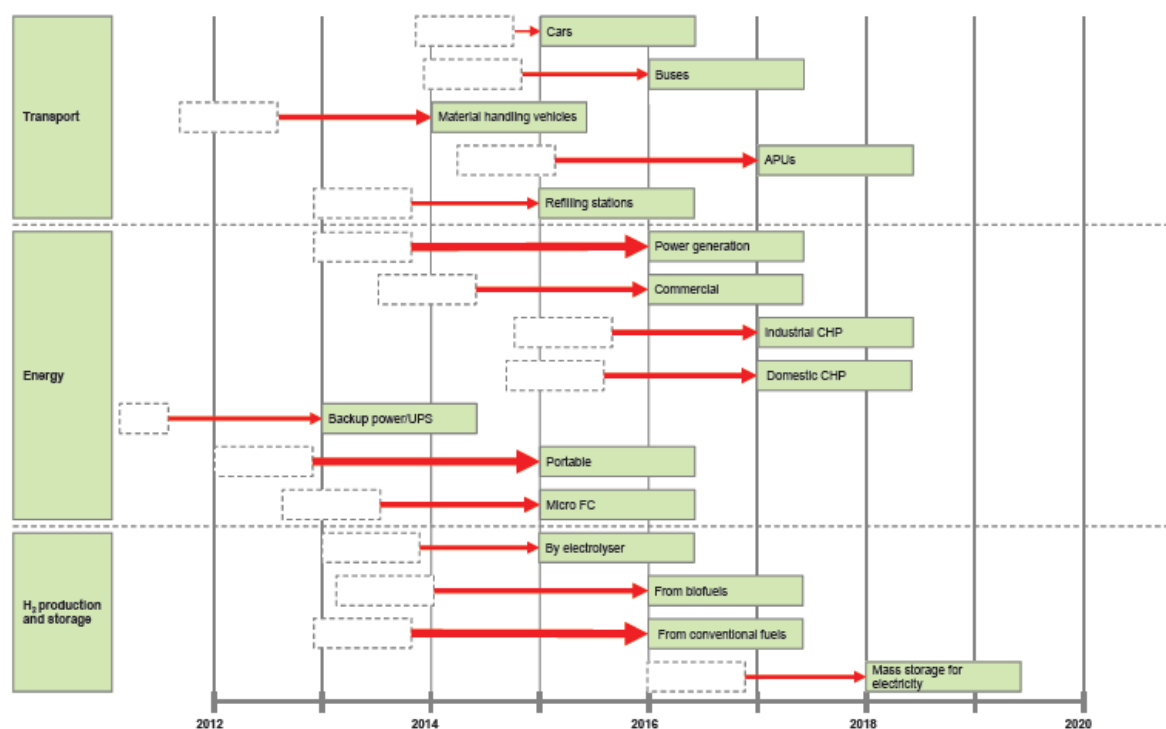 Cars
Buses
Transport
Material handling vehicles
APUs
Refilling stations
Power generation
Commercial
Industrial CHP
Energy
Domestic CHP
Backup power/UPS
Portable
Micro FC
By electrolyser
From biofuels
H₂ production
and storage
From conventional fuels
Mass storage for
electricity
2012 2014 2016 2018 2020